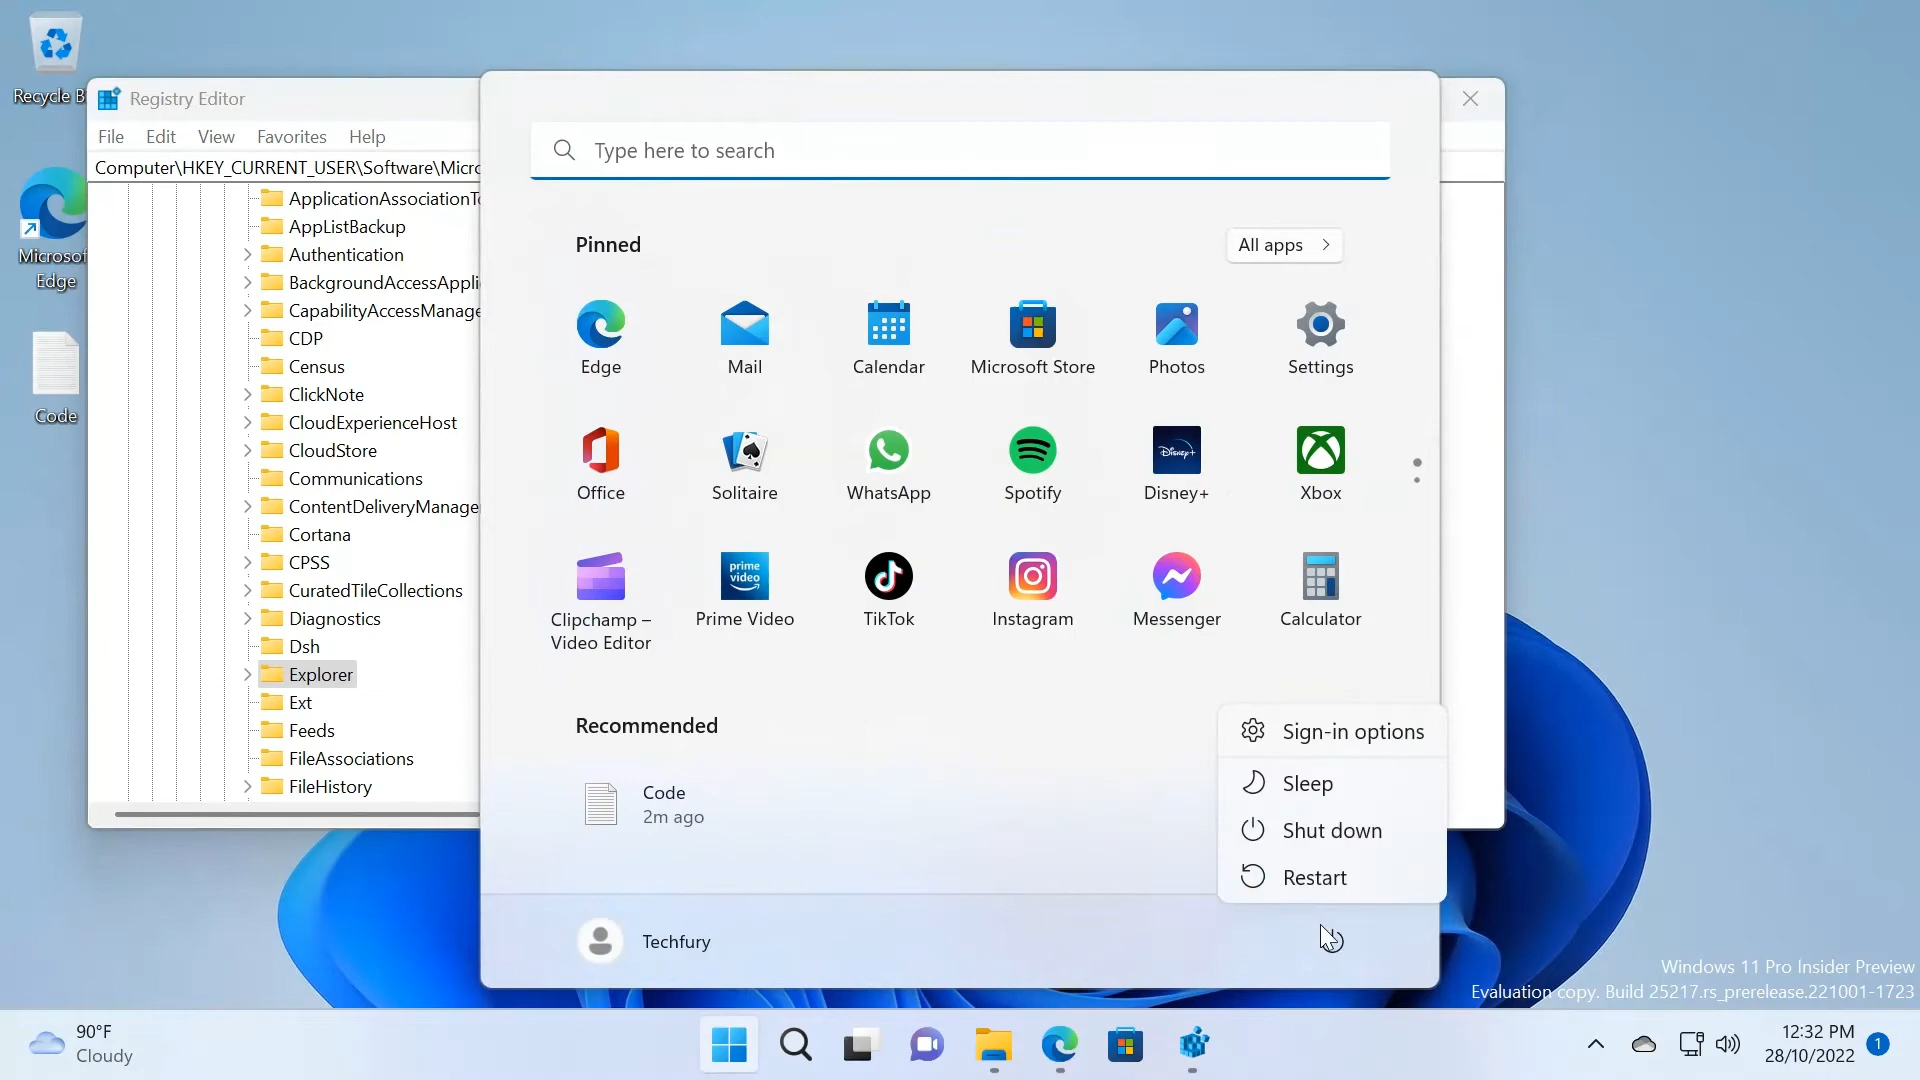 Recycle B
Microsof
Edge
Code
Registry Editor
File Edit View Favorites Help
Computer\HKEY_CURRENT_USER\Software\Micro
ApplicationAssociationTo
AppListBackup
Authentication
BackgroundAccessAppli
CapabilityAccessManage
CDP
Census
ClickNote
CloudExperienceHost
CloudStore
Communications
ContentDeliveryManage
Cortana
CPSS
CuratedTileCollections
Diagnostics
Dsh
Explorer
Ext
Feeds
FileAssociations
FileHistory
Type here to search
Pinned
All apps
Edge Mail Calendar Microsoft Store Photos Settings
Disney+
Office Solitaire WhatsApp Spotify Disney+ Xbox
prime
video
Clipchamp – Prime Video TikTok Instagram Messenger Calculator
Video Editor
Recommended
Code
2m ago
Sign-in options
Sleep
Shut down
Restart
Techfury
Windows 11 Pro Insider Preview
Evaluation copy. Build 25217.rs_prerelease.221001-1723
90°F
Cloudy
12:32 PM
28/10/2022
1